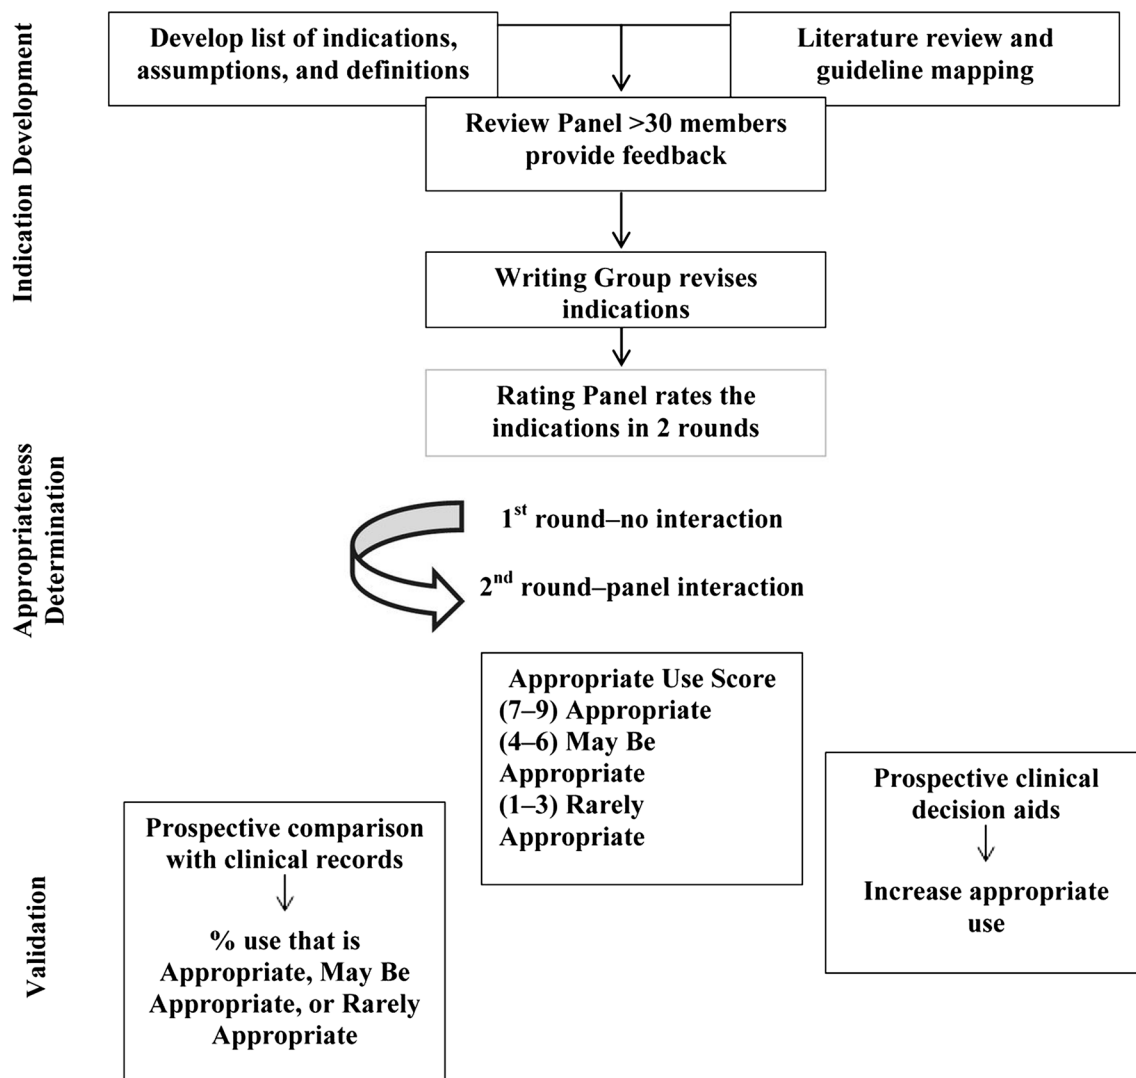 Develop list of indications,
assumptions, and definitions
Literature review and
guideline mapping
Review Panel >30 members
provide feedback
Writing Group revises
indications
Indication Development
Rating Panel rates the
indications in 2 rounds
1st round–no interaction
2nd round–panel interaction
Appropriateness
Determination
Appropriate Use Score
(7–9) Appropriate
(4–6) May Be
Appropriate
(1–3) Rarely
Appropriate
Prospective clinical
decision aids
Increase appropriate
use
Prospective comparison
with clinical records
% use that is
Appropriate, May Be
Appropriate, or Rarely
Appropriate
Validation